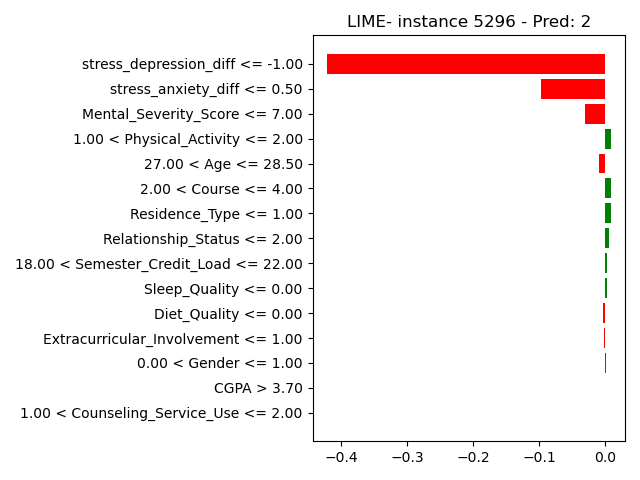 LIME- instance 5296 - Pred: 2
stress_depression_diff <= -1.00
stress_anxiety_diff <= 0.50
Mental_Severity_Score <= 7.00
1.00 < Physical_Activity <= 2.00
27.00 < Age <= 28.50
2.00 < Course <= 4.00
Residence_Type <= 1.00
Relationship_Status <= 2.00
18.00 < Semester_Credit_Load <= 22.00
Sleep_Quality <= 0.00
Diet_Quality <= 0.00
Extracurricular_Involvement <= 1.00
0.00 < Gender <= 1.00
CGPA > 3.70
1.00 < Counseling_Service_Use <= 2.00
−0.4 −0.3 −0.2 −0.1 0.0